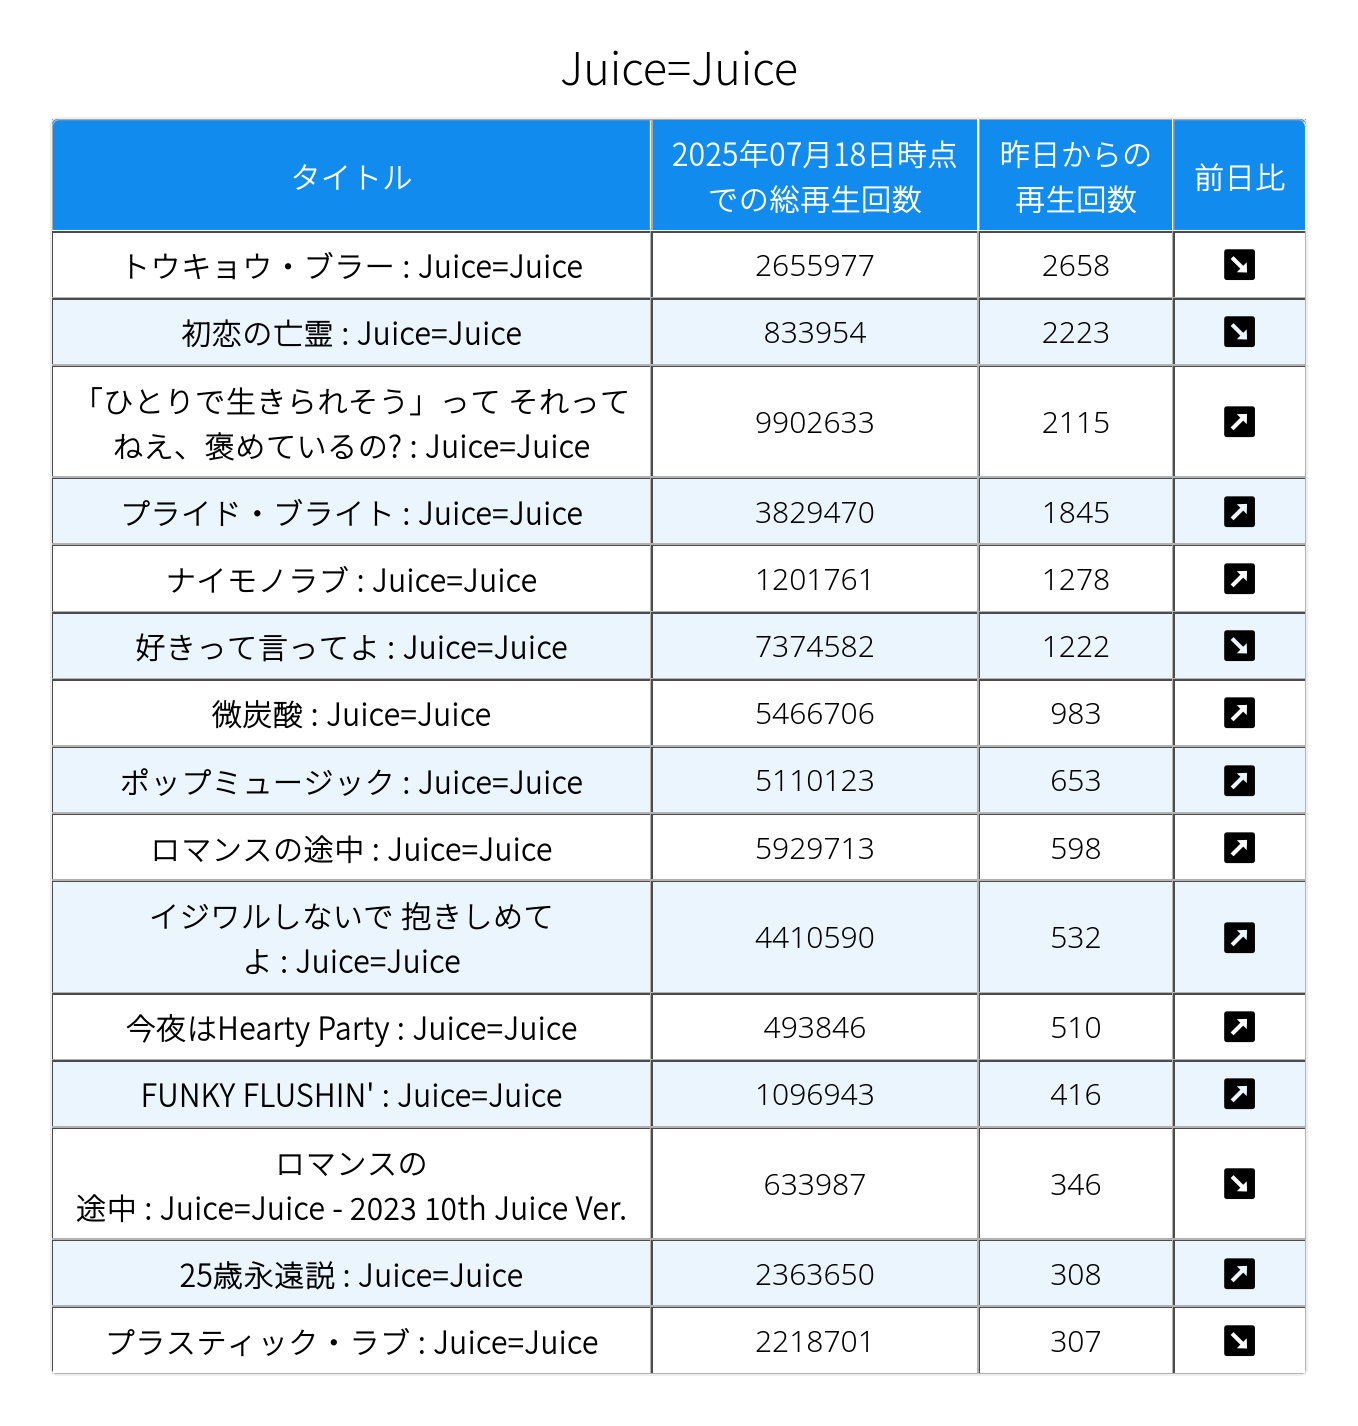 Juice=Juice
タイトル
2025年07月18日時点
での総再生回数
昨日からの
再生回数
前日比
トウキョウ・ブラー : Juice=Juice
2655977
2658
初恋の亡霊 : Juice=Juice
833954
2223
「ひとりで生きられそう」って それって
ねえ、褒めているの? : Juice=Juice
9902633
2115
プライド・ブライト : Juice=Juice
3829470
1845
ナイモノラブ : Juice=Juice
1201761
1278
好きって言ってよ : Juice=Juice
7374582
1222
微炭酸 : Juice=Juice
5466706
983
ポップミュージック : Juice=Juice
5110123
653
ロマンスの途中 : Juice=Juice
5929713
598
イジワルしないで 抱きしめて
よ : Juice=Juice
4410590
532
今夜はHearty Party : Juice=Juice
493846
510
FUNKY FLUSHIN' : Juice=Juice
1096943
416
ロマンスの
途中 : Juice=Juice - 2023 10th Juice Ver.
633987
346
25歳永遠説 : Juice=Juice
2363650
308
プラスティック・ラブ : Juice=Juice
2218701
307